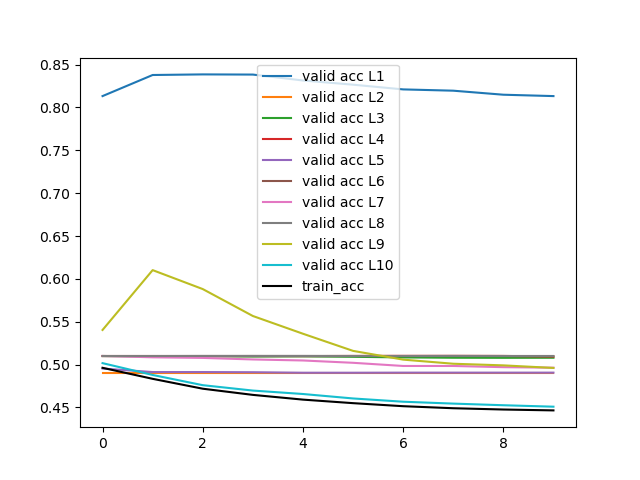 0.85
0.80
0.75
0.70
0.65
0.60
0.55
0.50
0.45
0 2 4 6 8
valid acc L1
valid acc L2
valid acc L3
valid acc L4
valid acc L5
valid acc L6
valid acc L7
valid acc L8
valid acc L9
valid acc L10
train_acc